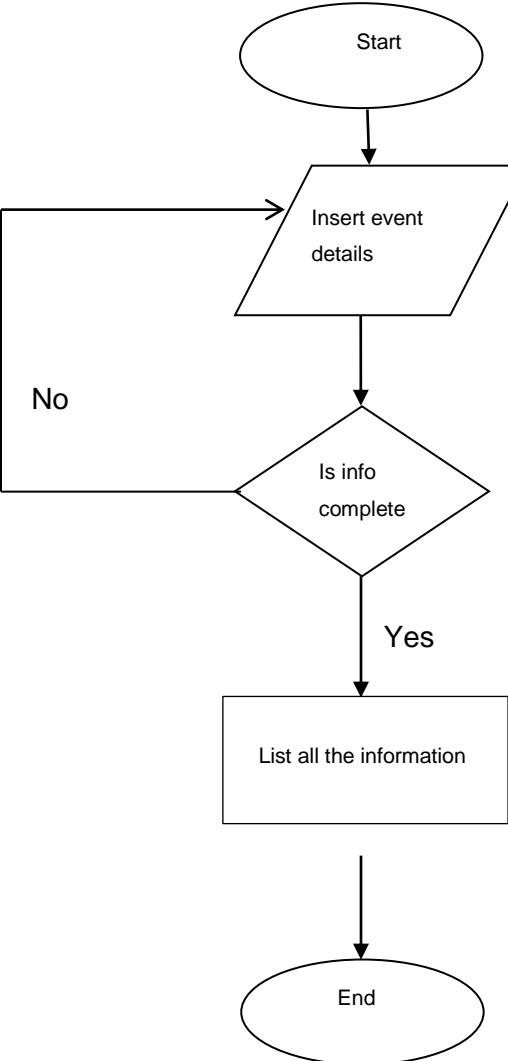 Start
Insert event
details
No
Is info
complete
Yes
List all the information
End